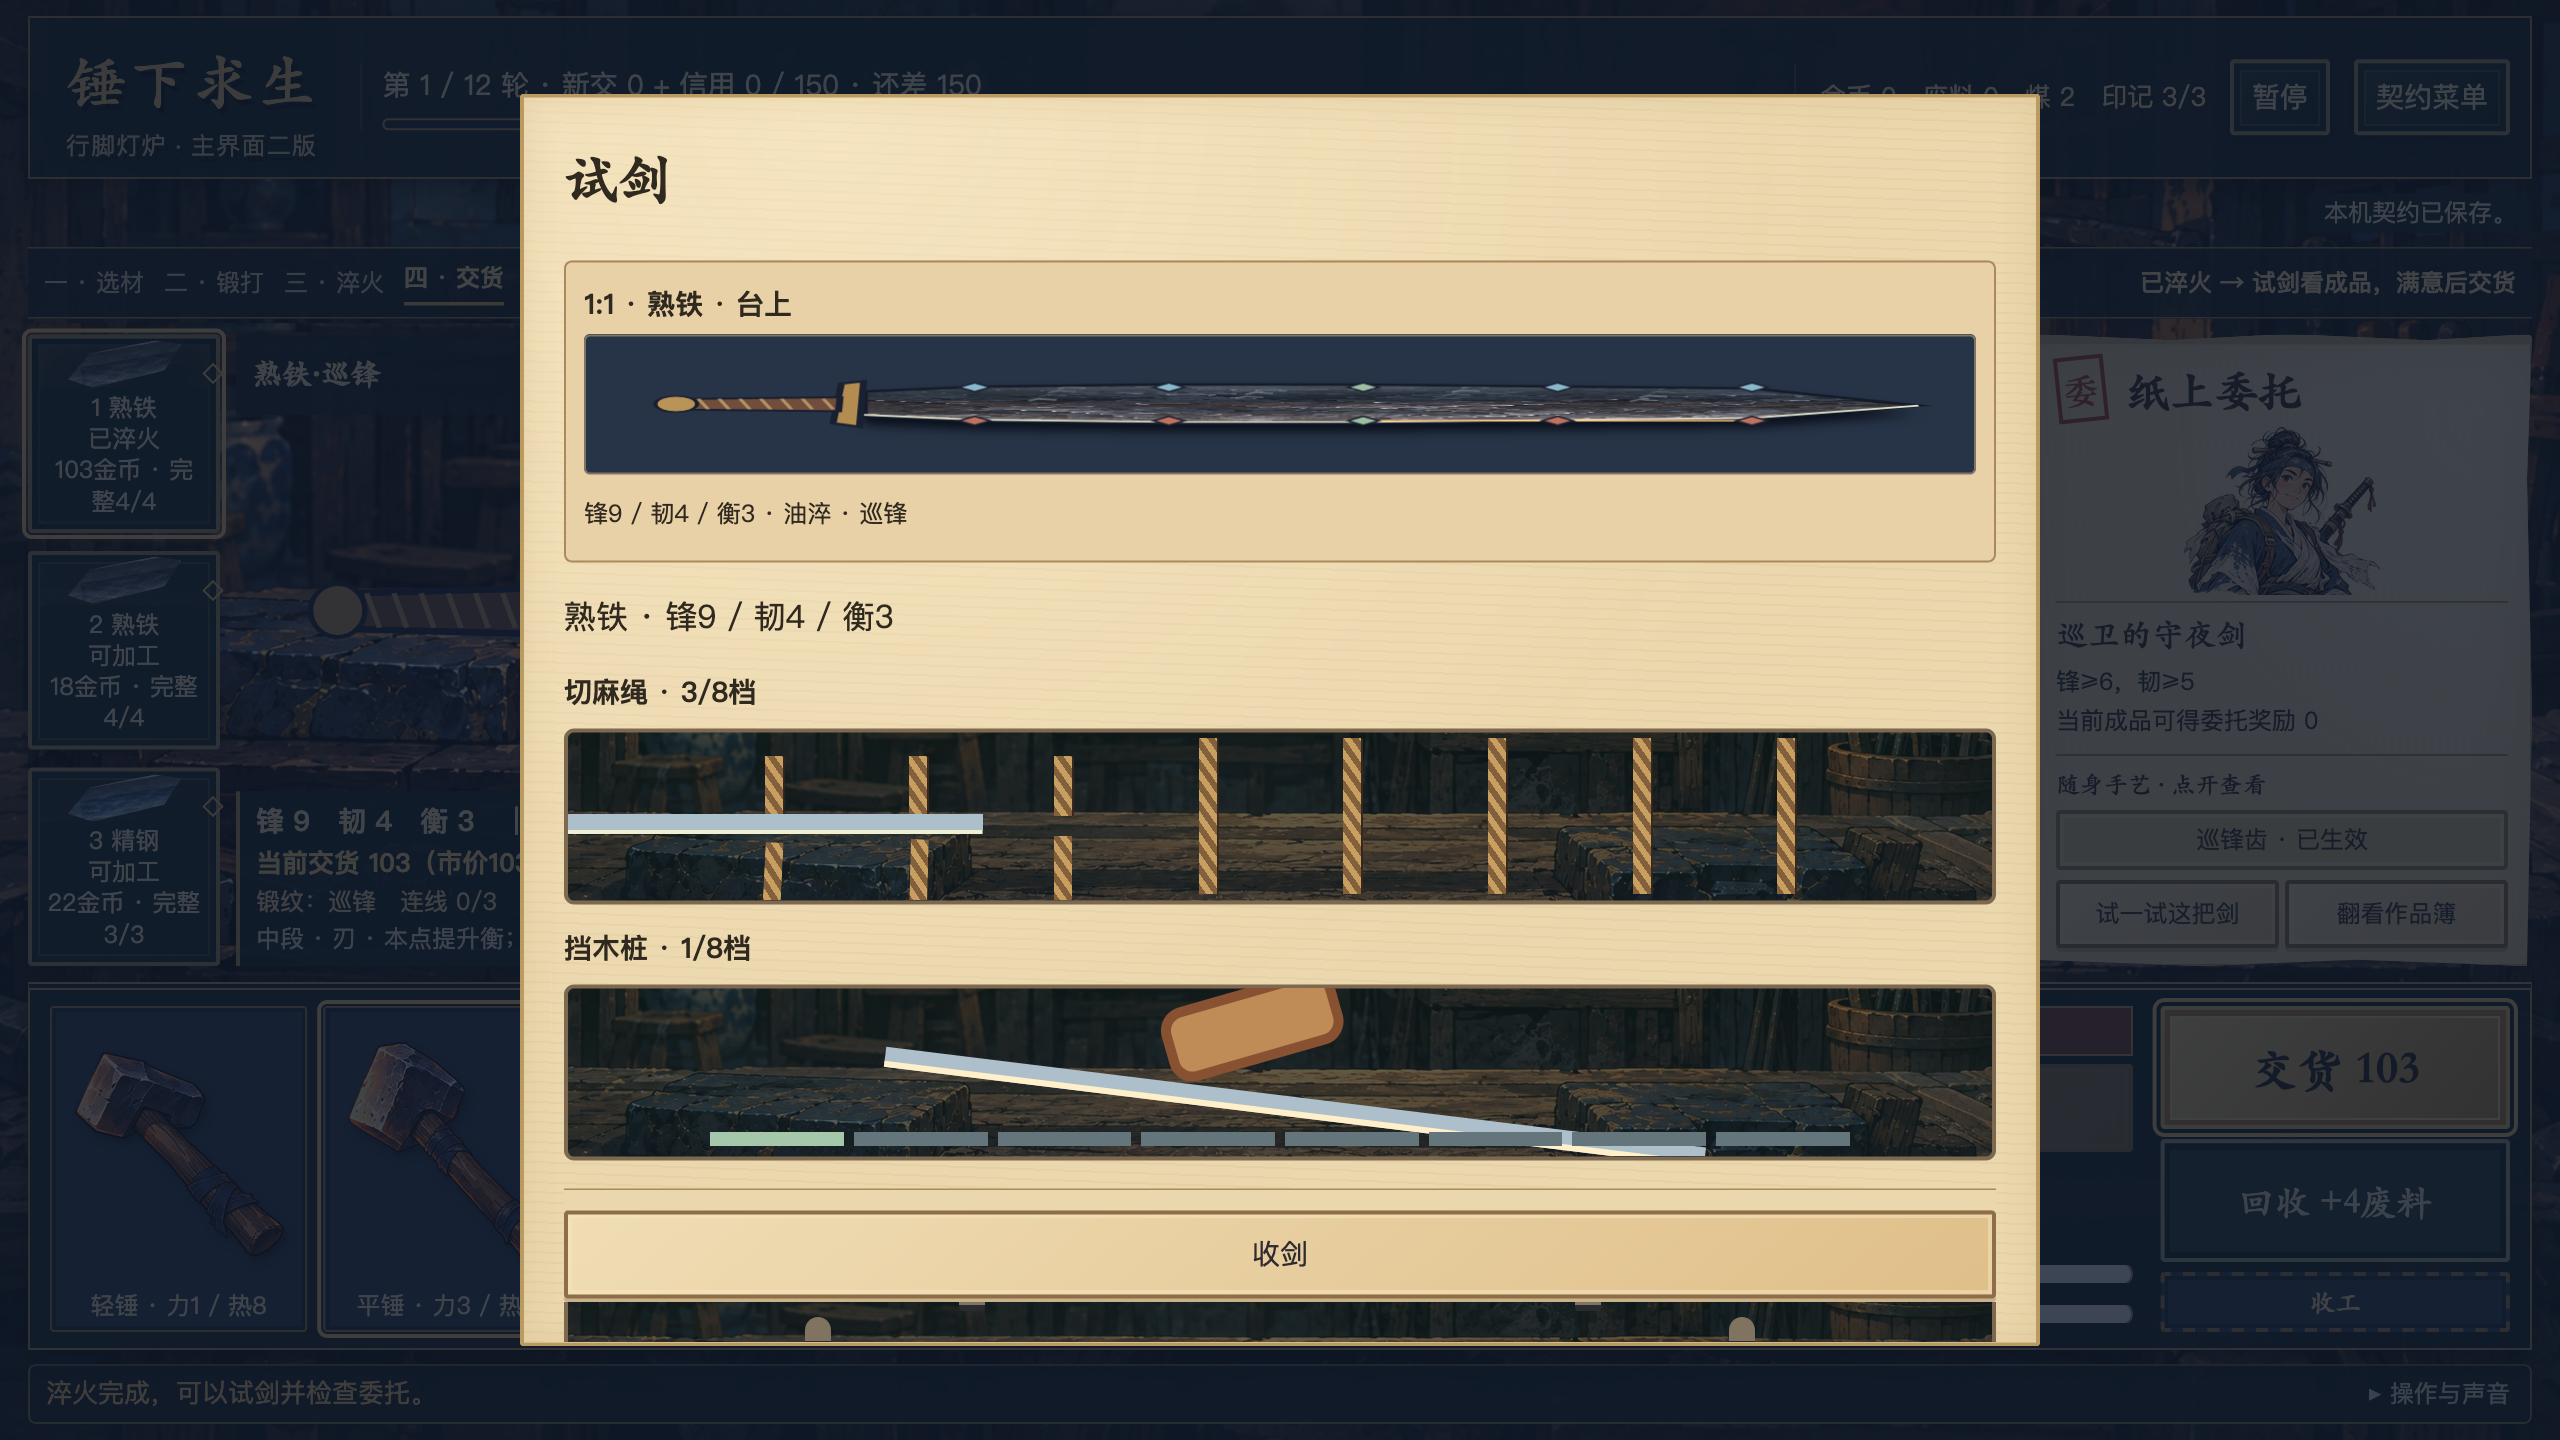 锤下求生
行脚灯炉 · 主界面二版
第 1 / 12 轮 · 新交 0 + 信用 0 / 150 · 还差 150
金币 0 废料 0 煤 2 印记 3/3
暂停
契约菜单
本机契约已保存。
一 · 选材 二 · 锻打 三 · 淬火 四 · 交货
已淬火 → 试剑看成品，满意后交货
1 熟铁
已淬火
103金币 · 完
整4/4
2 熟铁
可加工
18金币 · 完整
4/4
3 精钢
可加工
22金币 · 完整
3/3
熟铁·巡锋
锋 9 韧 4 衡 3
当前交货 103（市价103
锻纹：巡锋 连线 0/3
中段 · 刃 · 本点提升衡；
试剑
1:1 · 熟铁 · 台上
锋9 / 韧4 / 衡3 · 油淬 · 巡锋
熟铁 · 锋9 / 韧4 / 衡3
切麻绳 · 3/8档
挡木桩 · 1/8档
收剑
委
纸上委托
巡卫的守夜剑
锋≥6，韧≥5
当前成品可得委托奖励 0
随身手艺·点开查看
巡锋齿 · 已生效
试一试这把剑
翻看作品簿
轻锤 · 力1 / 热8
平锤 · 力3 / 热
交货 103
回收 +4废料
收工
淬火完成，可以试剑并检查委托。
▸ 操作与声音